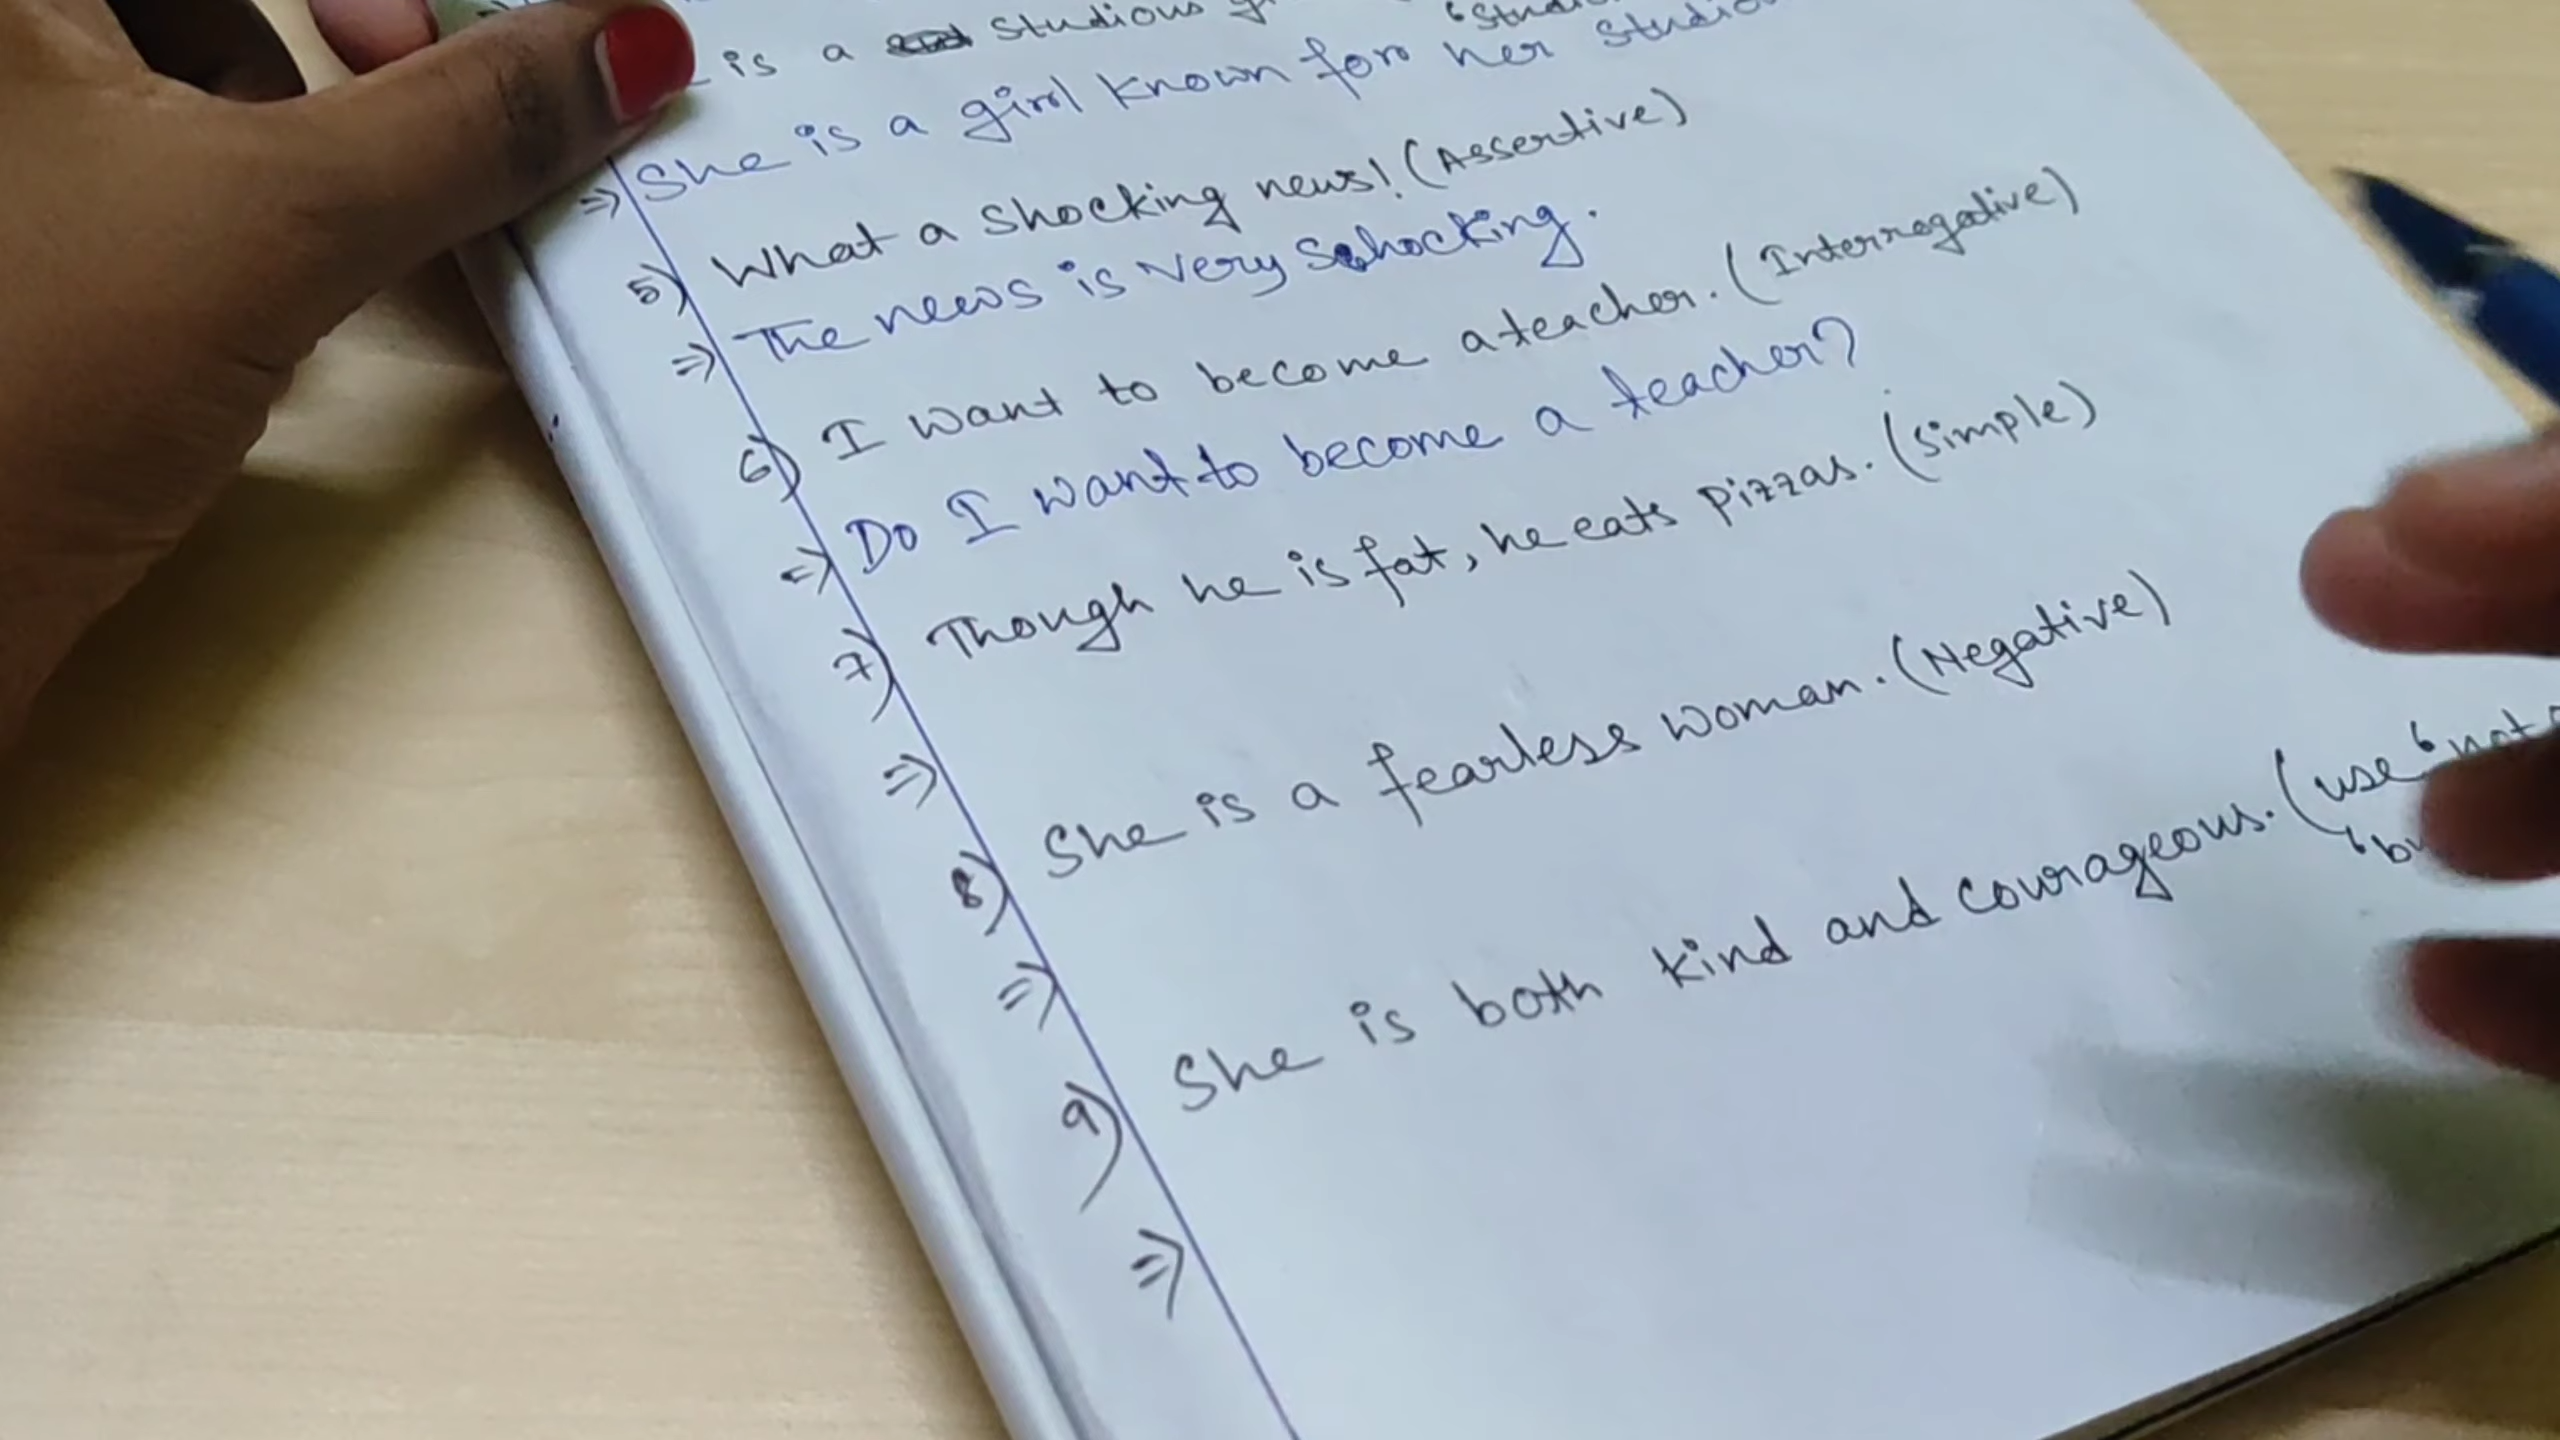 is a studious
=> She is a girl known for her
5) What a shocking news! (Assertive)
=> The news is very shocking.
6) I want to become a teacher. (Interrogative)
=> Do I want to become a teacher?
7) Though he is fat, he eats pizzas. (Simple)
=>
8) She is a fearless woman. (Negative)
=>
9) She is both kind and courageous. (use 'not
=>